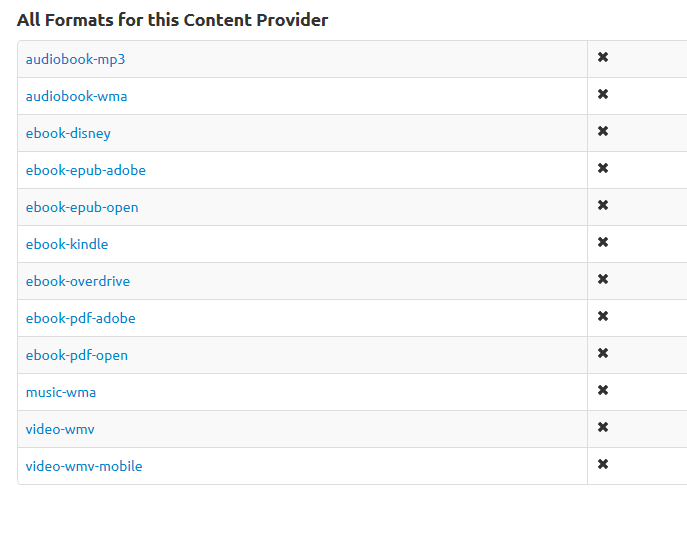 All Formats for this Content Provider
audiobook-mp3 ✖
audiobook-wma ✖
ebook-disney ✖
ebook-epub-adobe ✖
ebook-epub-open ✖
ebook-kindle ✖
ebook-overdrive ✖
ebook-pdf-adobe ✖
ebook-pdf-open ✖
music-wma ✖
video-wmv ✖
video-wmv-mobile ✖